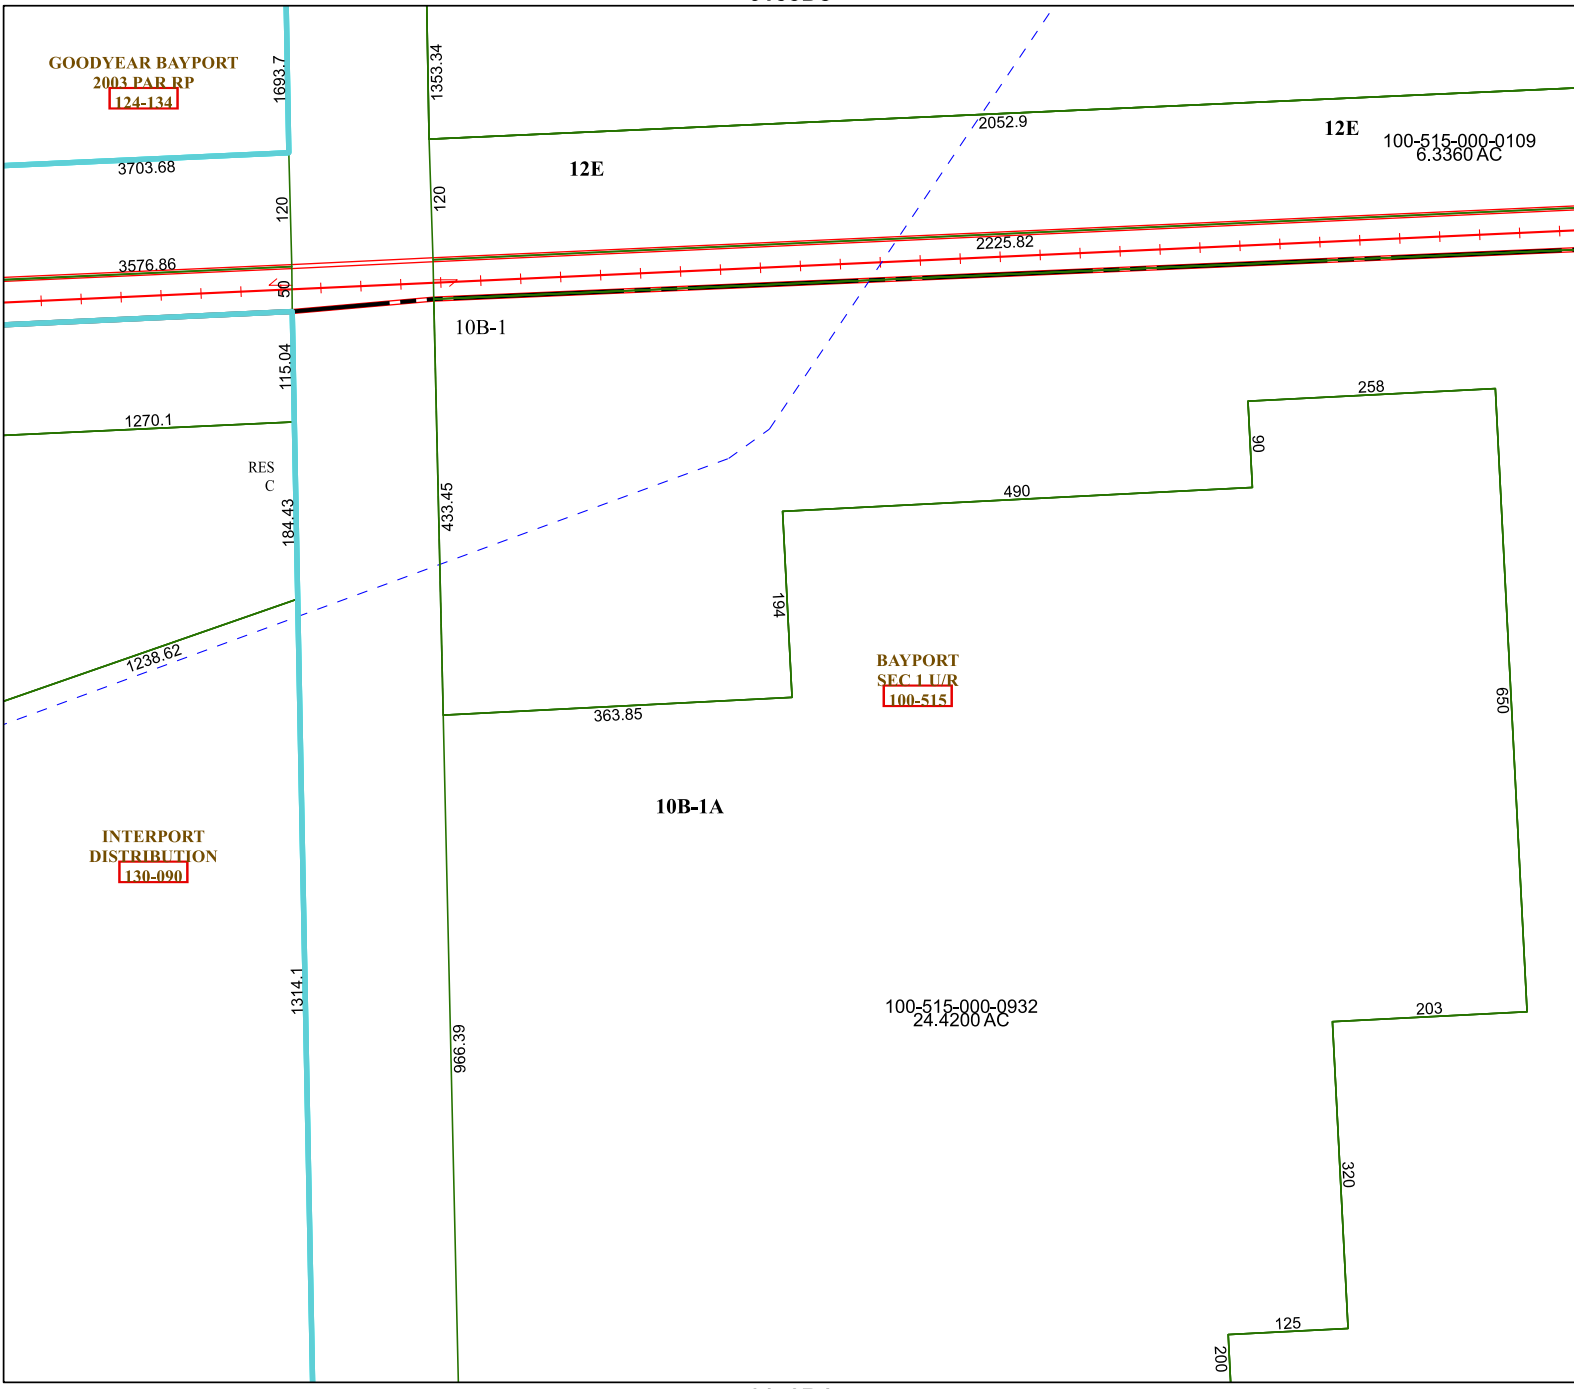 GOODYEAR BAYPORT
2003 PAR RP
124-134
1693.7
1353.34
2052.9
12E
100-515-000-0109
6.3360 AC
12E
3703.68
120
120
2225.82
3576.86
50
10B-1
115.04
258
1270.1
90
RES
C
490
433.45
184.43
194
1238.62
BAYPORT
SEC 1 U/R
100-515
650
363.85
10B-1A
INTERPORT
DISTRIBUTION
130-090
1314.1
100-515-000-0932
24.4200 AC
203
966.39
320
125
200